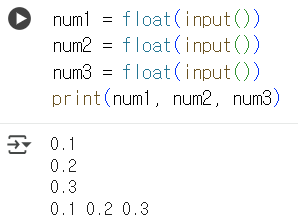 num1 = float(input())
num2 = float(input())
num3 = float(input())
print(num1, num2, num3)
0.1
0.2
0.3
0.1 0.2 0.3